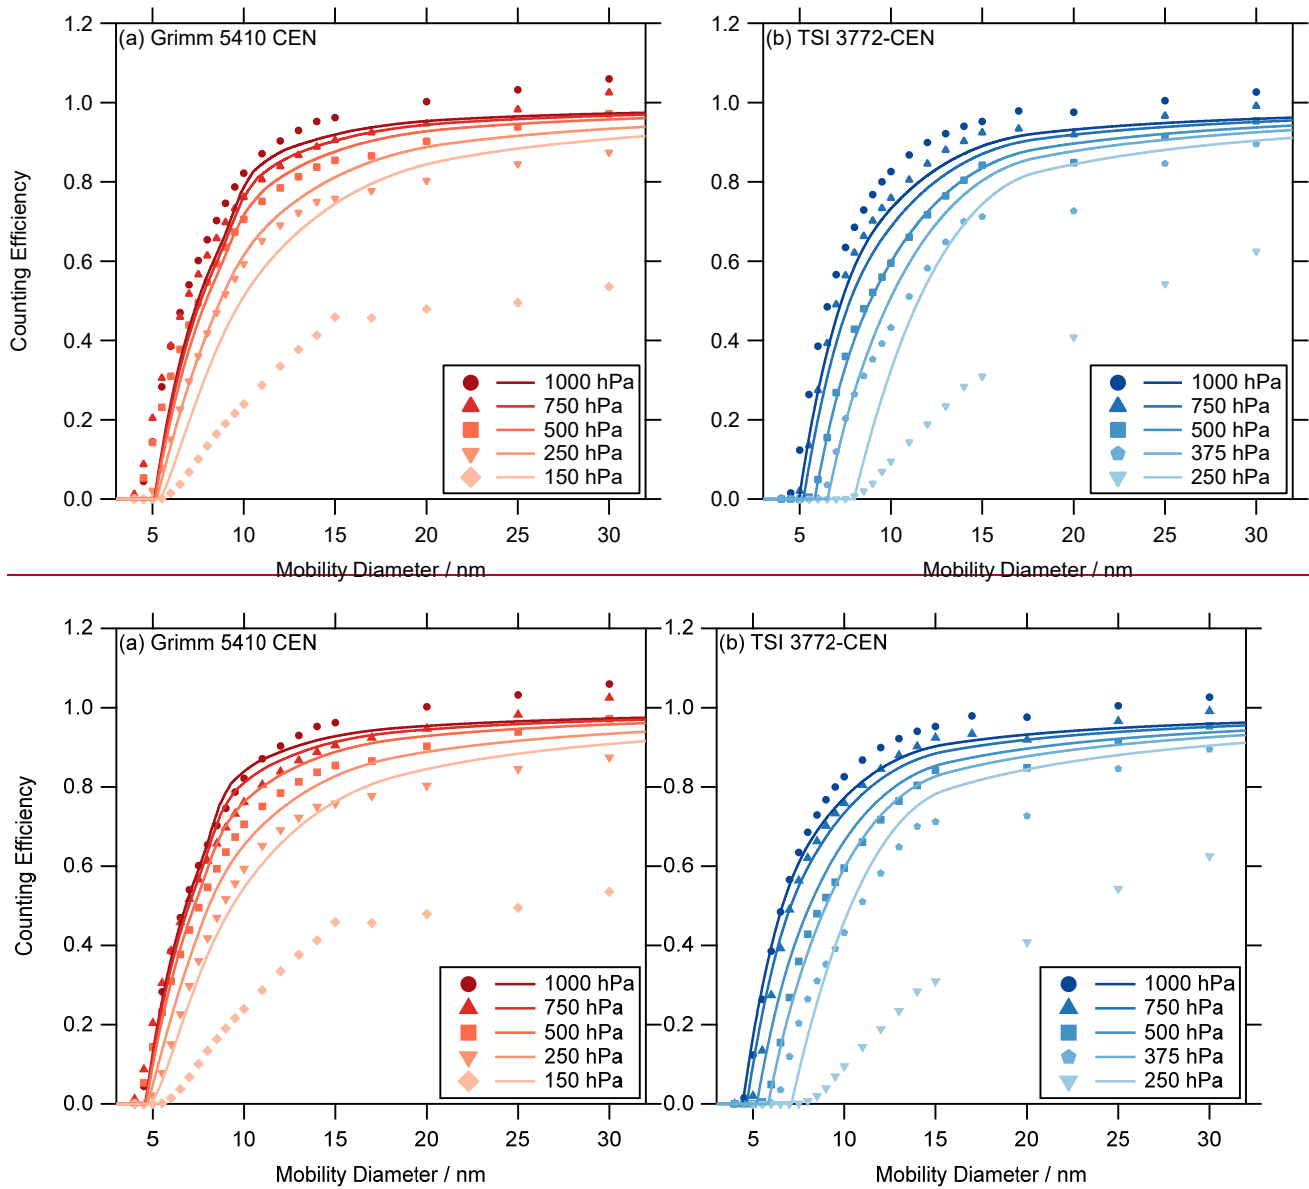 (a) Grimm 5410 CEN
1.2
1.0
0.8
0.6
0.4
0.2
0.0
Counting Efficiency
1000 hPa
750 hPa
500 hPa
250 hPa
150 hPa
5 10 15 20 25 30
Mobility Diameter / nm
(b) TSI 3772-CEN
1.2
1.0
0.8
0.6
0.4
0.2
0.0
1000 hPa
750 hPa
500 hPa
375 hPa
250 hPa
5 10 15 20 25 30
Mobility Diameter / nm
(a) Grimm 5410 CEN
1.2
1.0
0.8
0.6
0.4
0.2
0.0
Counting Efficiency
1000 hPa
750 hPa
500 hPa
250 hPa
150 hPa
5 10 15 20 25 30
Mobility Diameter / nm
(b) TSI 3772-CEN
1.2
1.0
0.8
0.6
0.4
0.2
0.0
1000 hPa
750 hPa
500 hPa
375 hPa
250 hPa
5 10 15 20 25 30
Mobility Diameter / nm